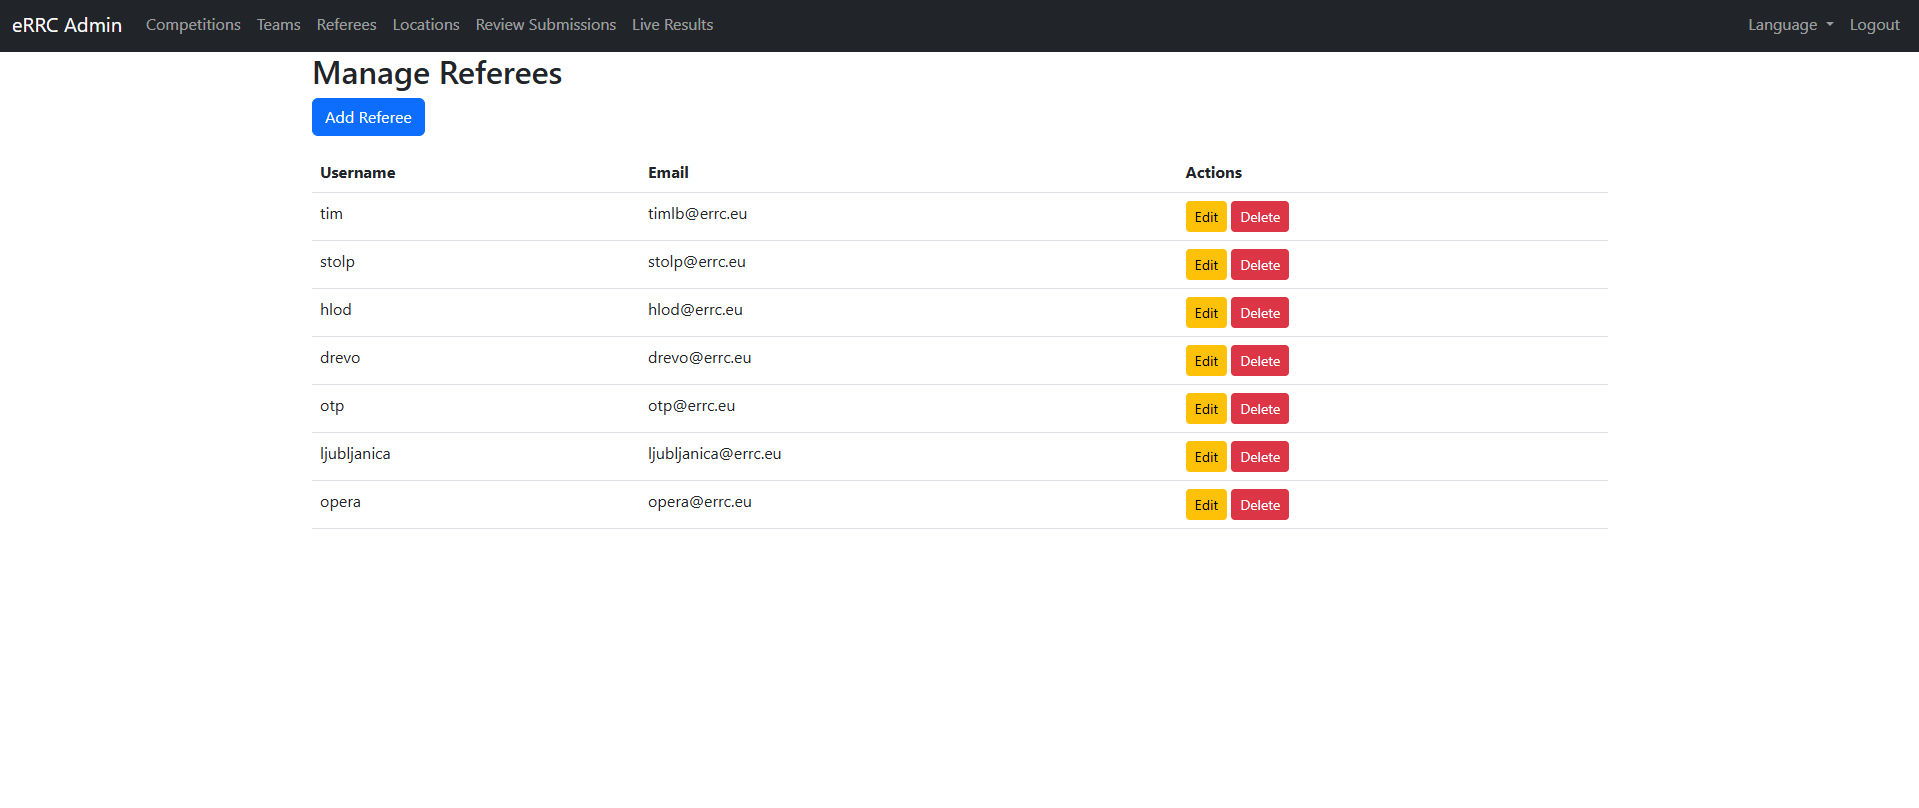 eRRC Admin Competitions Teams Referees Locations Review Submissions Live Results Language Logout
Manage Referees
Add Referee
Username Email Actions
tim timlb@errc.eu Edit Delete
stolp stolp@errc.eu Edit Delete
hlod hlod@errc.eu Edit Delete
drevo drevo@errc.eu Edit Delete
otp otp@errc.eu Edit Delete
ljubljanica ljubljanica@errc.eu Edit Delete
opera opera@errc.eu Edit Delete